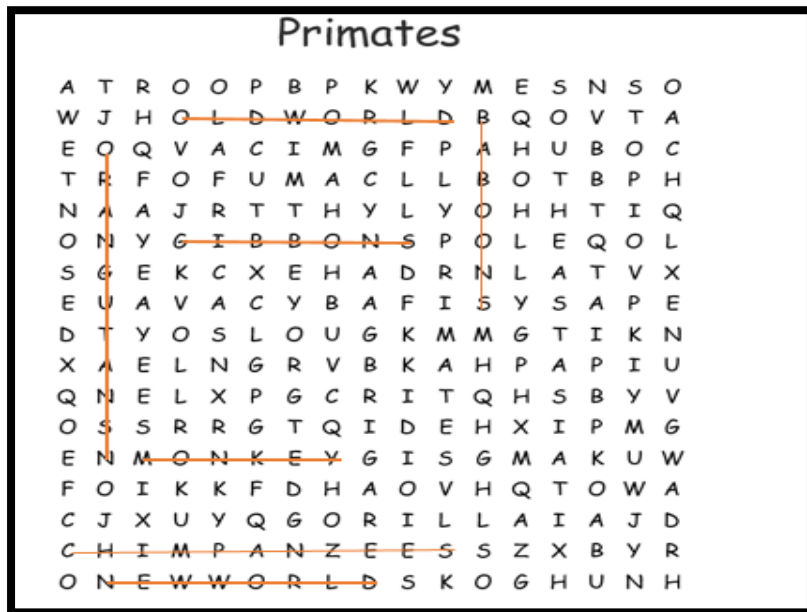 Primates
A T R O O P B P K W Y M E S N S O
W J H O L D W O R L D B Q O V T A
E O Q V A C I M G F P A H U B O C
T R F O F U M A C L L B O T B P H
N A A J R T T H Y L Y O H H T I Q
O N Y G I B B O N S P O L E Q O L
S G E K C X E H A D R N L A T V X
E U A V A C Y B A F I S Y S A P E
D T Y O S L O U G K M M G T I K N
X A E L N G R V B K A H P A P I U
Q N E L X P G C R I T Q H S B Y V
O S S R R G T Q I D E H X I P M G
E N M O N K E Y G I S G M A K U W
F O I K K F D H A O V H Q T O W A
C J X U Y Q G O R I L L A I A J D
C H I M P A N Z E E S S Z X B Y R
O N E W W O R L D S K O G H U N H